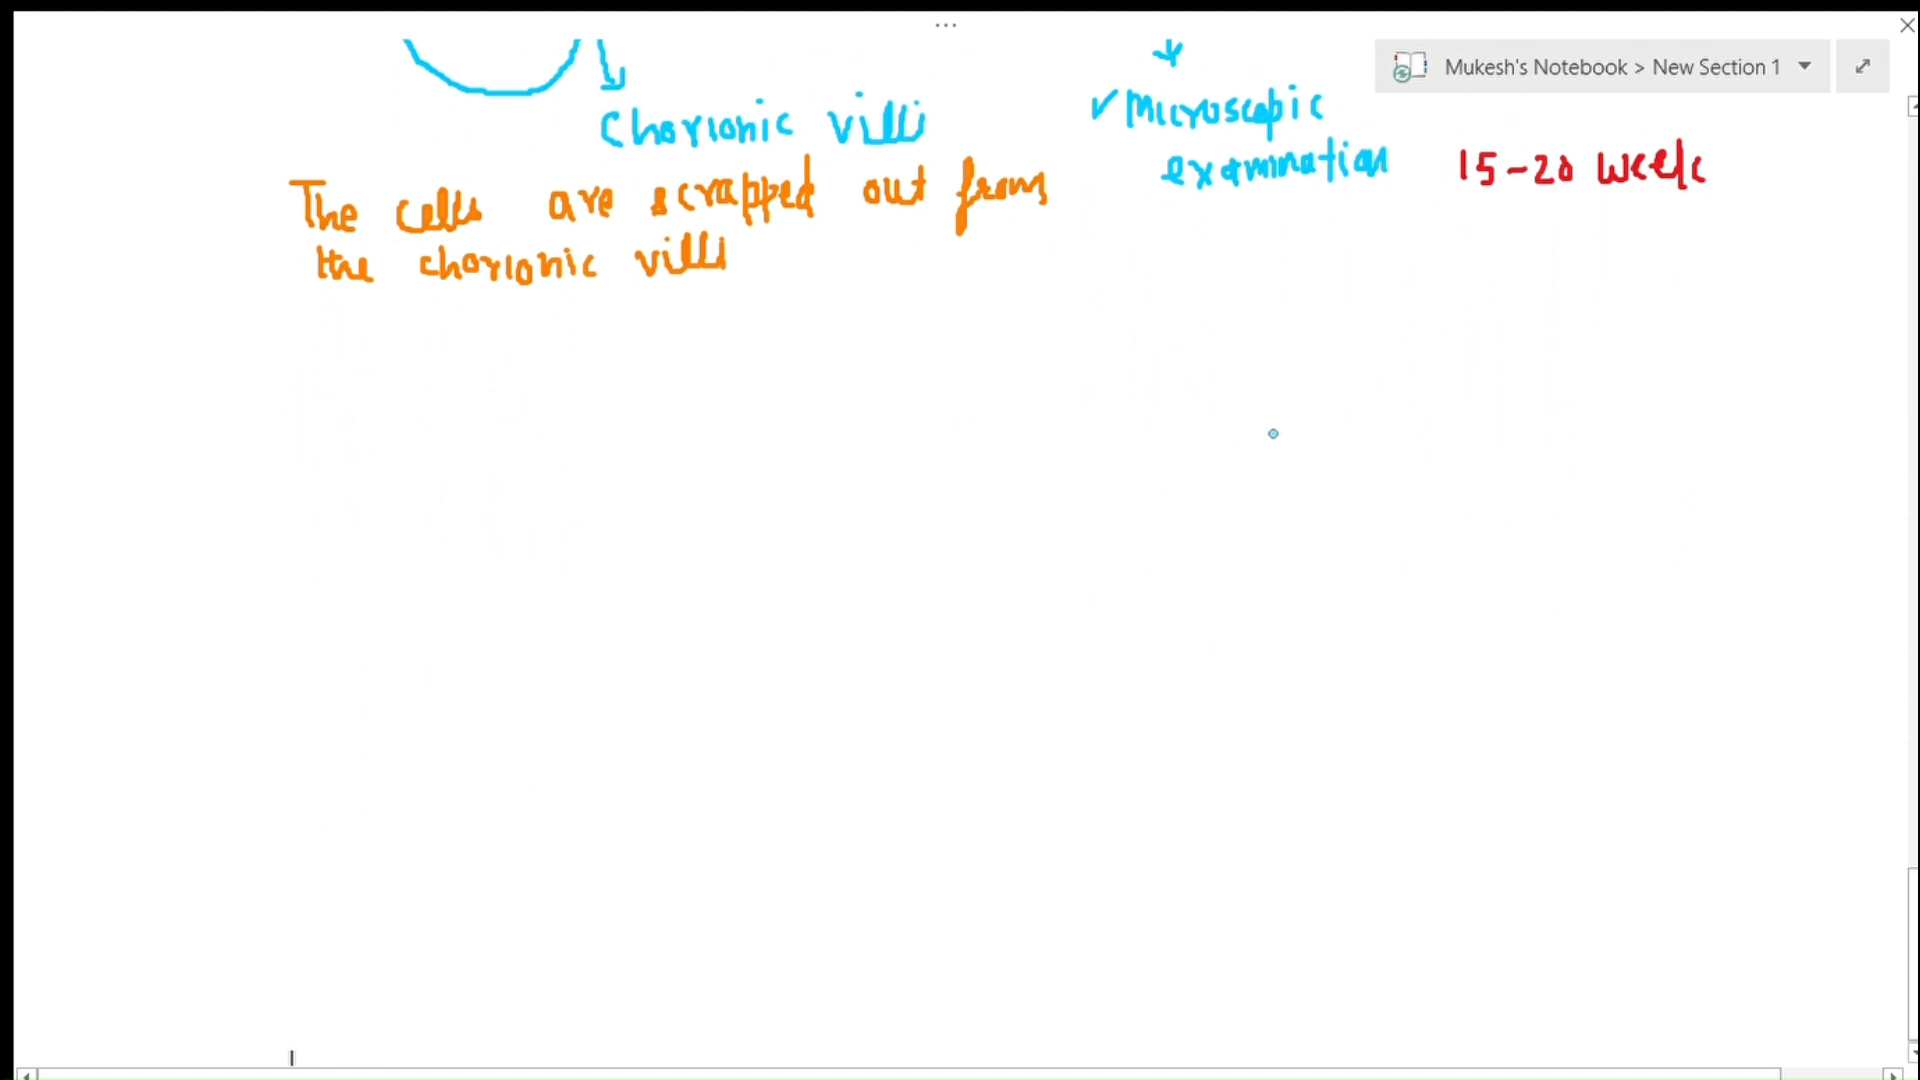 Mukesh's Notebook > New Section 1
Chorionic villi
✓ Microscopic
examination
15-20 week
The cells are scrapped out from
the chorionic villi